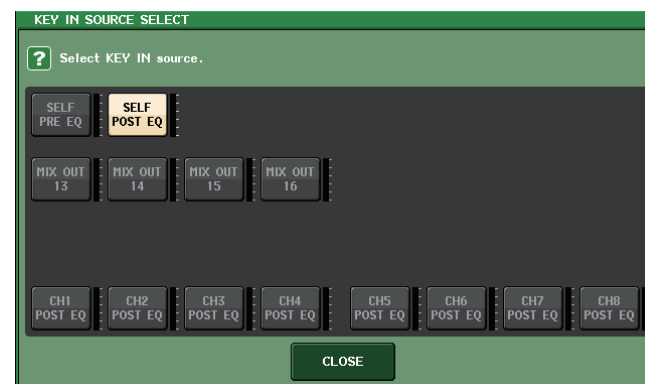 KEY IN SOURCE SELECT
? Select KEY IN source.
SELF PRE EQ
SELF POST EQ
MIX OUT 13
MIX OUT 14
MIX OUT 15
MIX OUT 16
CH1 POST EQ
CH2 POST EQ
CH3 POST EQ
CH4 POST EQ
CH5 POST EQ
CH6 POST EQ
CH7 POST EQ
CH8 POST EQ
CLOSE